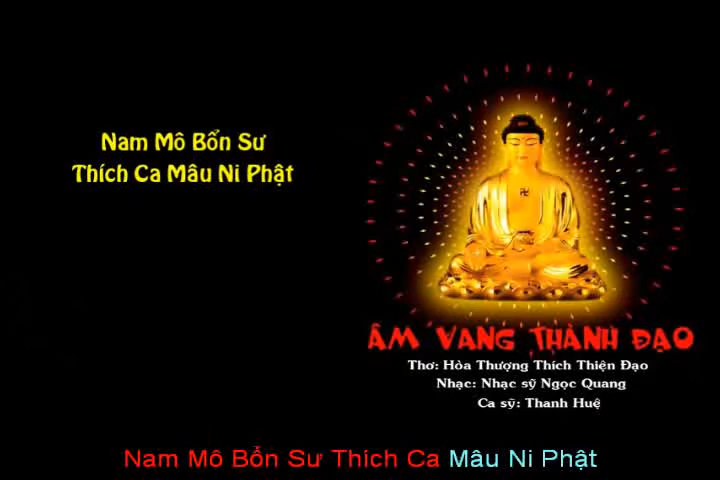 Nam Mô Bổn Sư
Thích Ca Mâu Ni Phật
ÂM VANG THÀNH ĐẠO
Thơ: Hòa Thượng Thích Thiện Đạo
Nhạc: Nhạc sỹ Ngọc Quang
Ca sỹ: Thanh Huệ
Nam Mô Bổn Sư Thích Ca Mâu Ni Phật